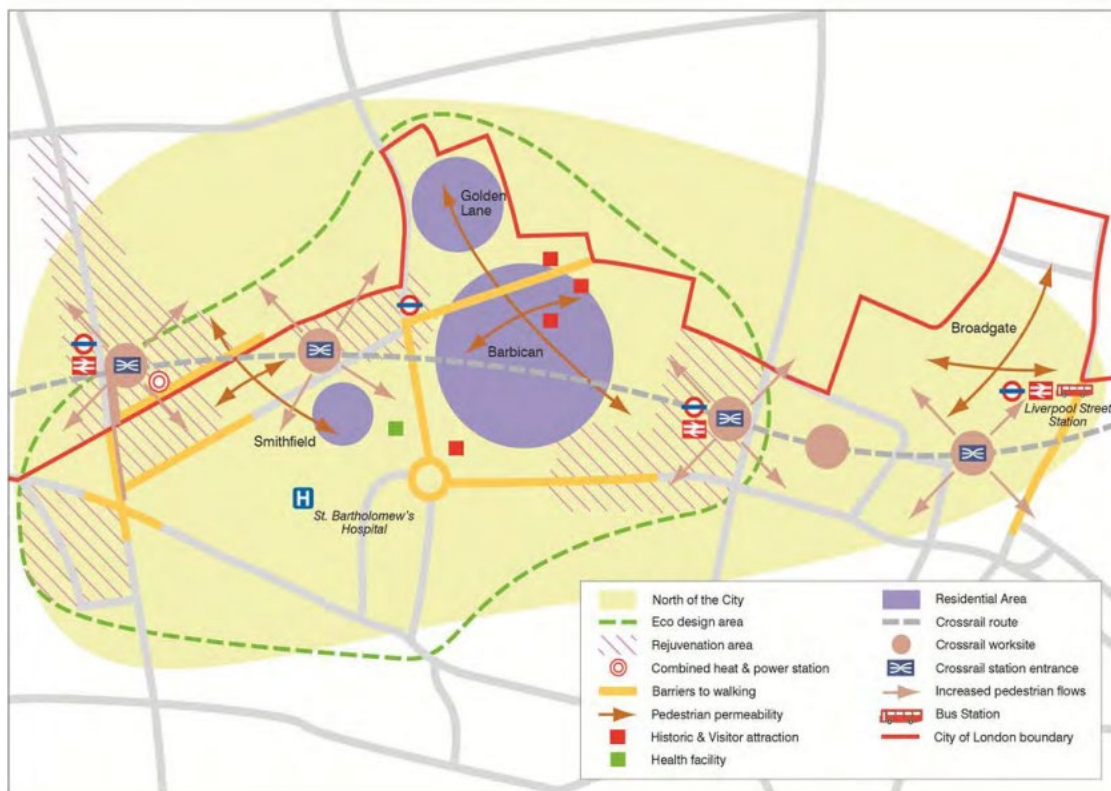 Golden
Lane
Broadgate
Barbican
Liverpool Street
Station
Smithfield
H
St. Bartholomew's
Hospital
North of the City
Eco design area
Rejuvenation area
Combined heat & power station
Barriers to walking
Pedestrian permeability
Historic & Visitor attraction
Health facility
Residential Area
Crossrail route
Crossrail worksite
Crossrail station entrance
Increased pedestrian flows
Bus Station
City of London boundary